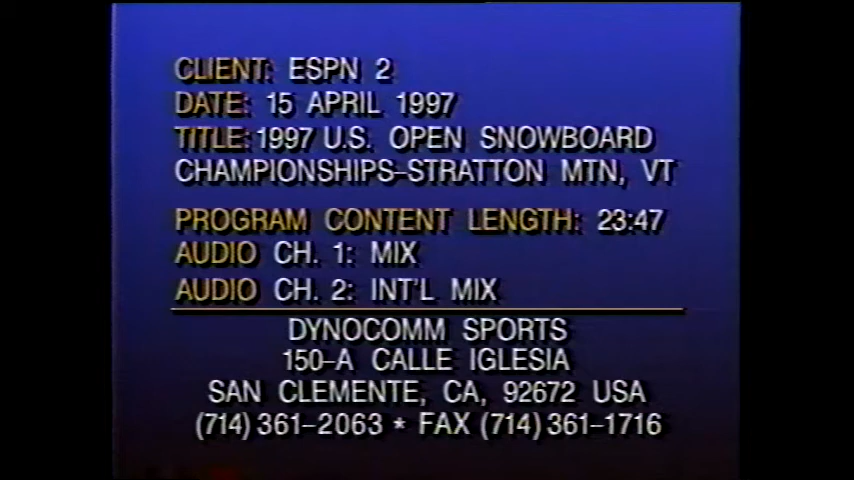 CLIENT: ESPN 2
DATE: 15 APRIL 1997
TITLE: 1997 U.S. OPEN SNOWBOARD
CHAMPIONSHIPS-STRATTON MTN, VT
PROGRAM CONTENT LENGTH: 23:47
AUDIO CH. 1: MIX
AUDIO CH. 2: INT'L MIX
DYNOCOMM SPORTS
150-A CALLE IGLESIA
SAN CLEMENTE, CA, 92672 USA
(714) 361-2063 * FAX (714) 361-1716